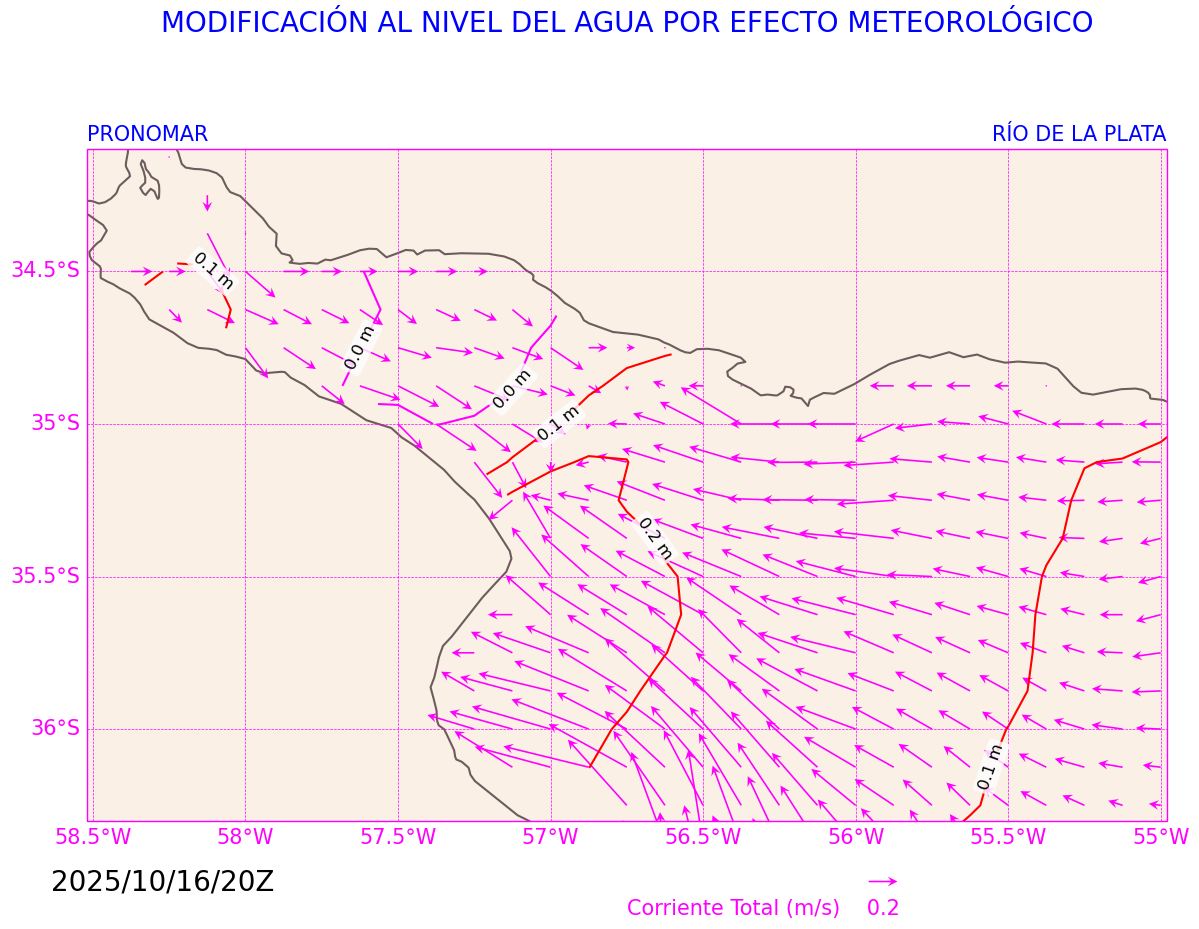 MODIFICACIÓN AL NIVEL DEL AGUA POR EFECTO METEOROLÓGICO
PRONOMAR RÍO DE LA PLATA
0.1 m
34.5°S
0.0 m
0.0 m
35°S
0.1 m
0.2 m
35.5°S
36°S
0.1 m
58.5°W 58°W 57.5°W 57°W 56.5°W 56°W 55.5°W 55°W
2025/10/16/20Z
Corriente Total (m/s) 0.2